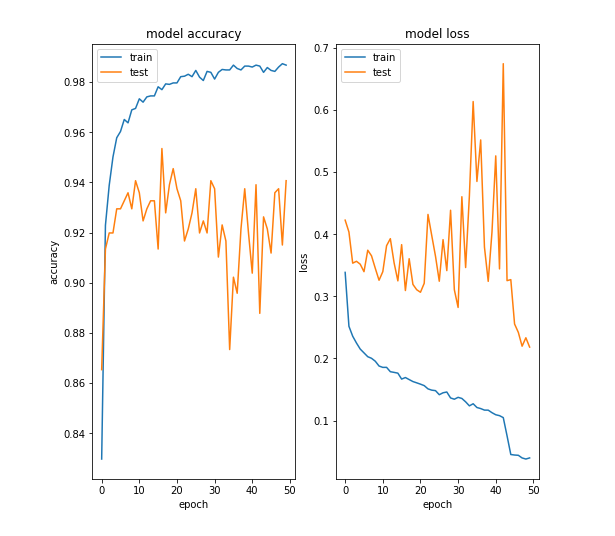 model accuracy
train
test
0.98
0.96
0.94
0.92
0.90
0.88
0.86
0.84
accuracy
0 10 20 30 40 50
epoch
model loss
train
test
0.7
0.6
0.5
0.4
0.3
0.2
0.1
loss
0 10 20 30 40 50
epoch